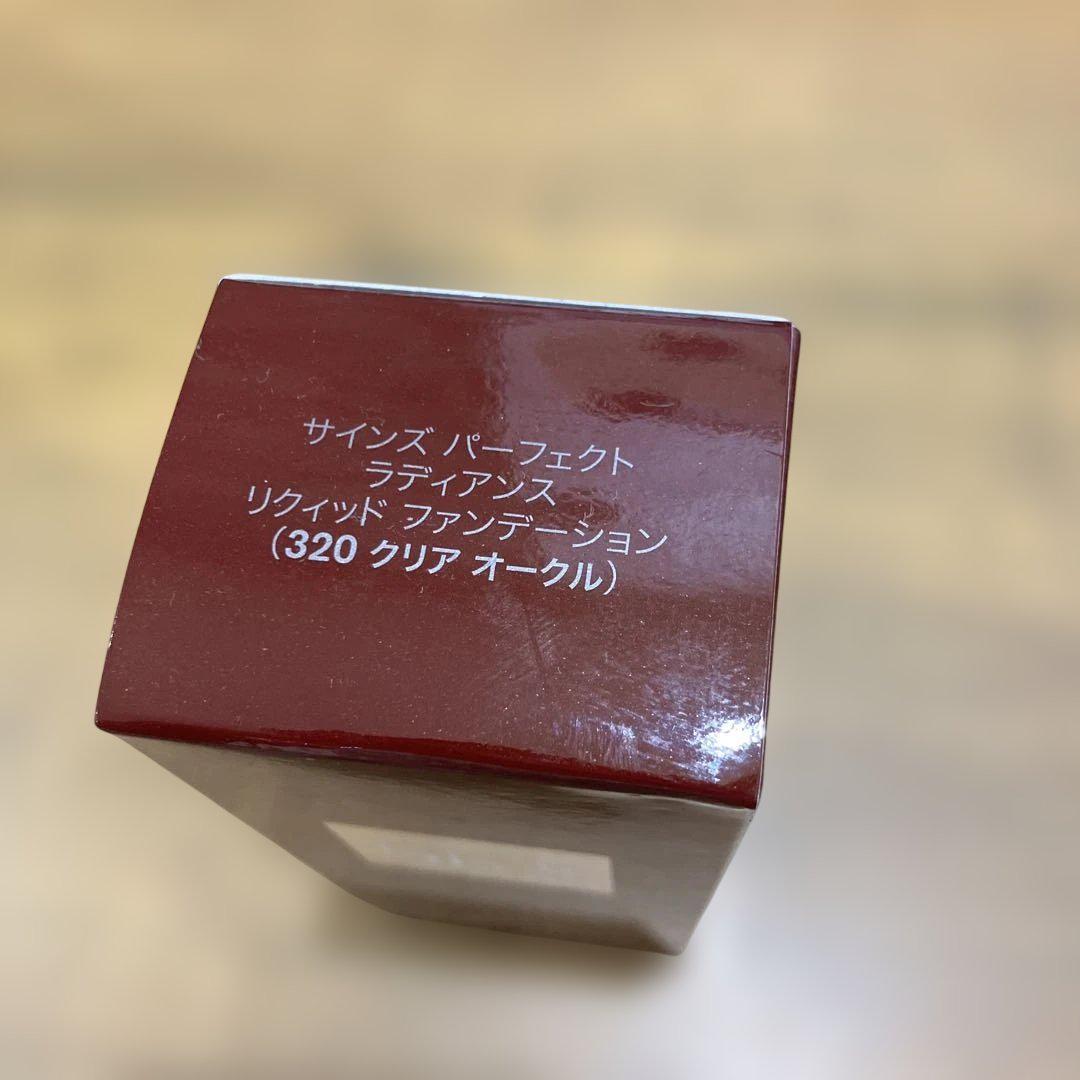 サインズ パーフェクト
ラディアンス
リクィッド ファンデーション
（320 クリア オークル）